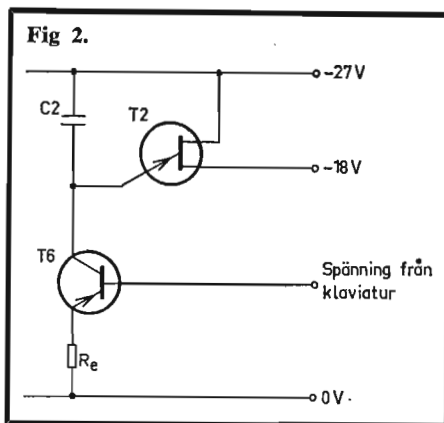 Fig 2.
-27V
C2
T2
-18V
T6
Spänning från
klaviatur
Re
0V.